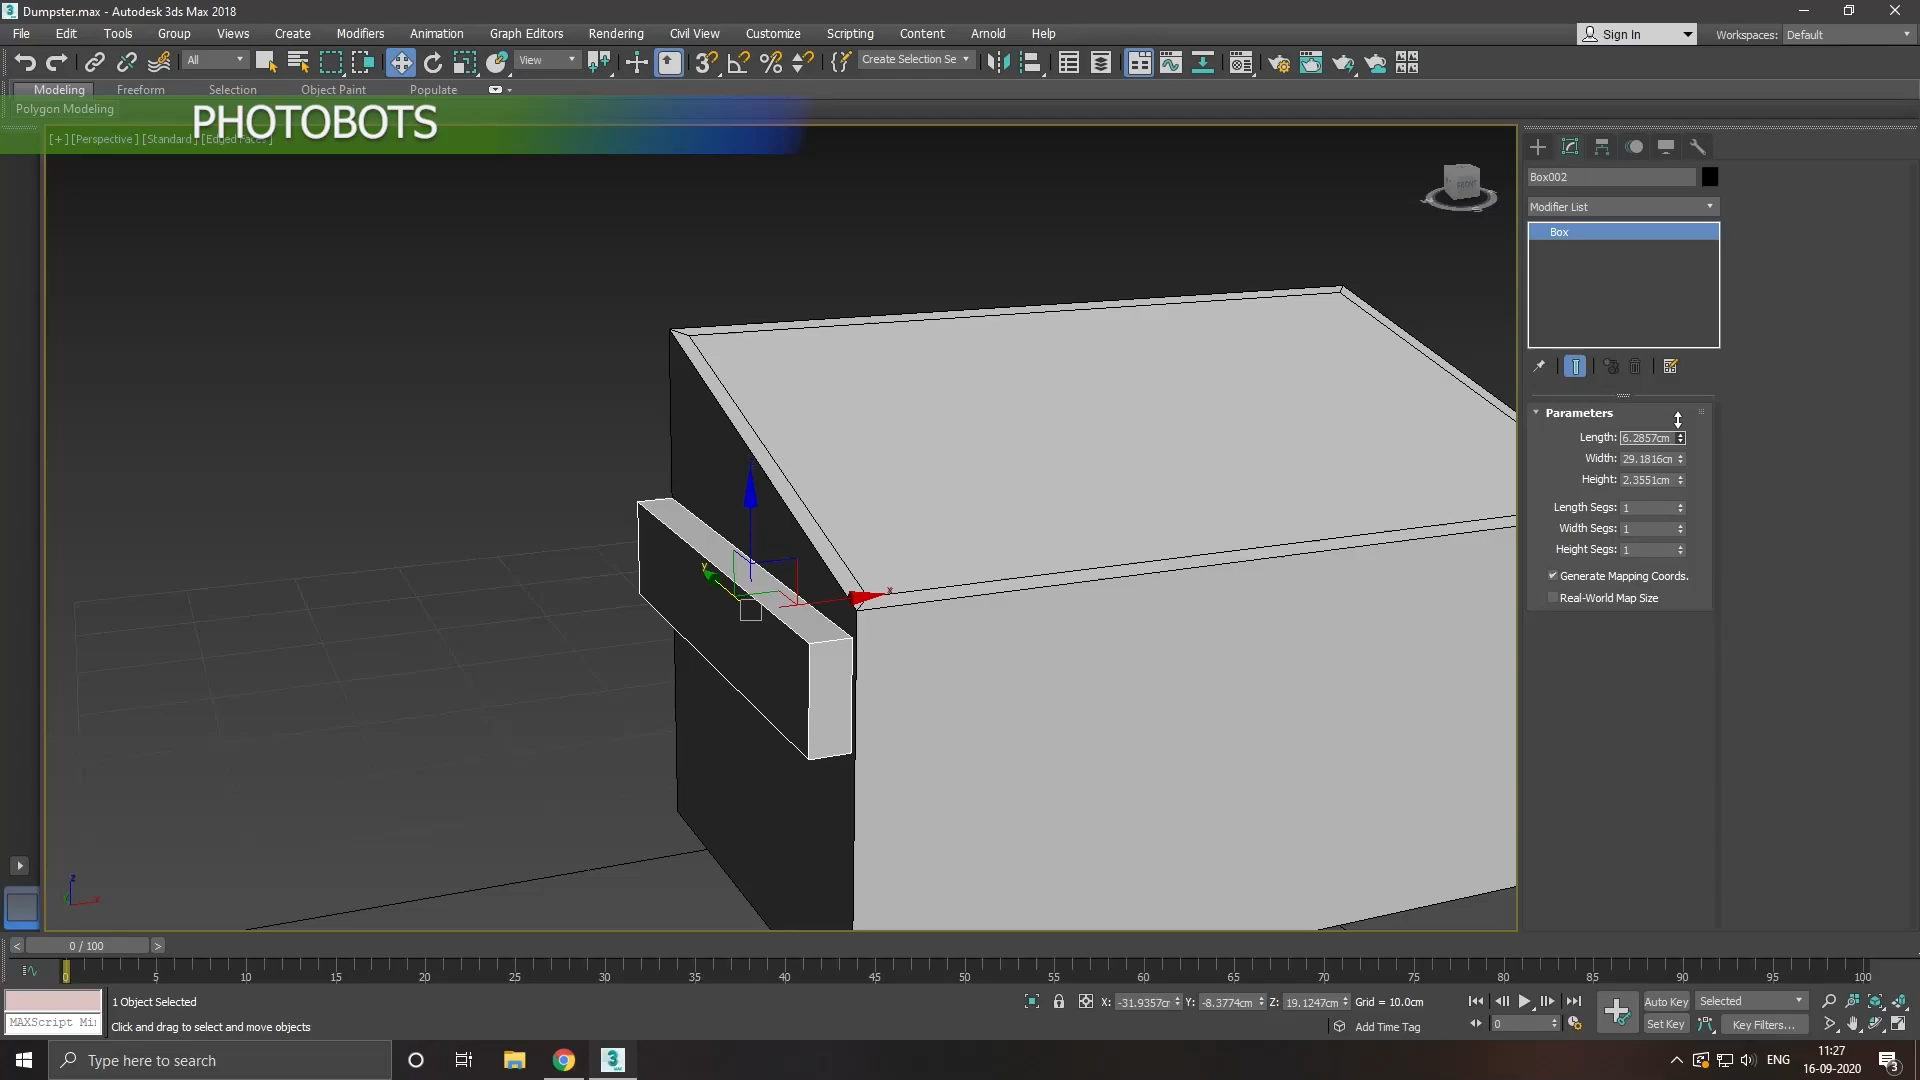 Dumpster.max - Autodesk 3ds Max 2018
File Edit Tools Group Views Create Modifiers Animation Graph Editors Rendering Civil View Customize Scripting Content Arnold Help
Sign In
Workspaces: Default
All
View
Create Selection Se
Modeling Freeform Selection Object Paint Populate
Polygon Modeling
PHOTOBOTS
[+] [Perspective ] [Standard ] [Edged Faces ]
Box002
Modifier List
Box
Parameters
Length: 6.2857cm
Width: 29.1816cm
Height: 2.3551cm
Length Segs: 1
Width Segs: 1
Height Segs: 1
Generate Mapping Coords.
Real-World Map Size
FRONT
x
y
z
x
< 0 / 100 >
0 5 10 15 20 25 30 35 40 45 50 55 60 65 70 75 80 85 90 95 100
1 Object Selected
X: -31.9357cm Y: -8.3774cm Z: 19.1247cm Grid = 10.0cm
Auto Key Selected
MAXScript Mi
Click and drag to select and move objects
Add Time Tag
0
Set Key Key Filters...
Type here to search
ENG
11:27
16-09-2020
3